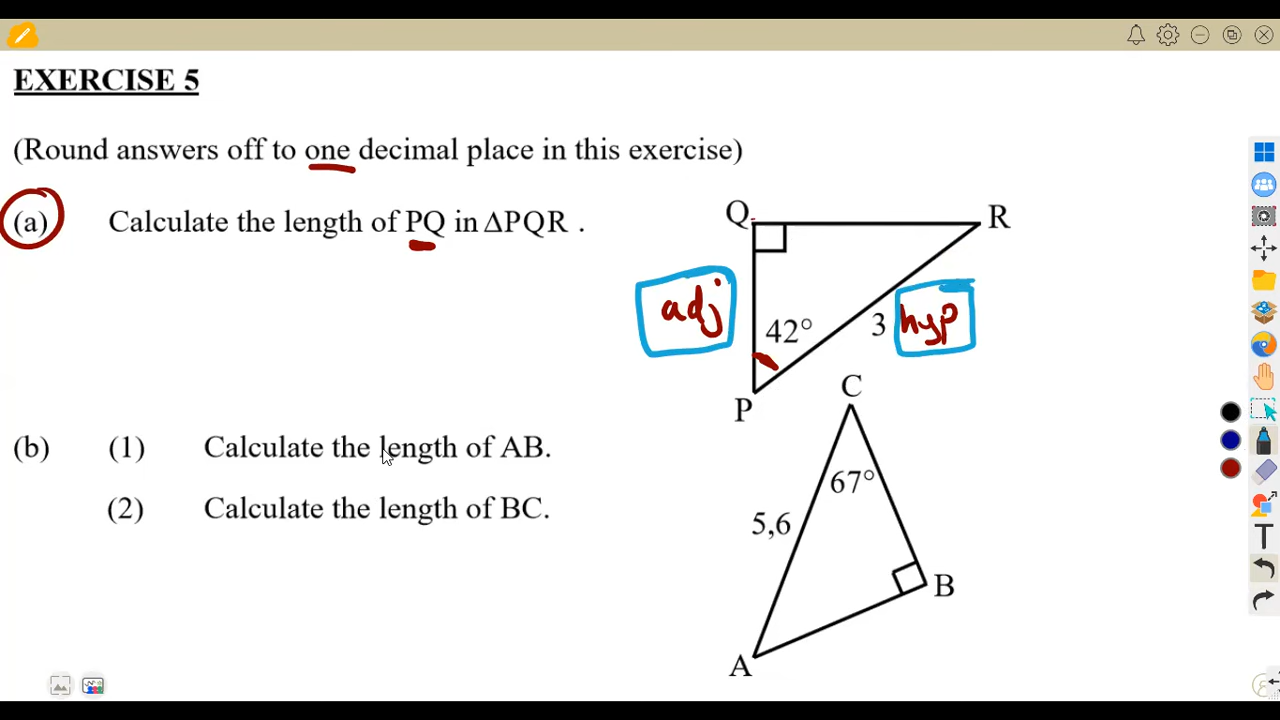 EXERCISE 5
(Round answers off to one decimal place in this exercise)
(a) Calculate the length of PQ in ΔPQR .
Q
R
adj
42°
3
hyp
P
C
(b) (1) Calculate the length of AB.
67°
(2) Calculate the length of BC.
5,6
B
A
T